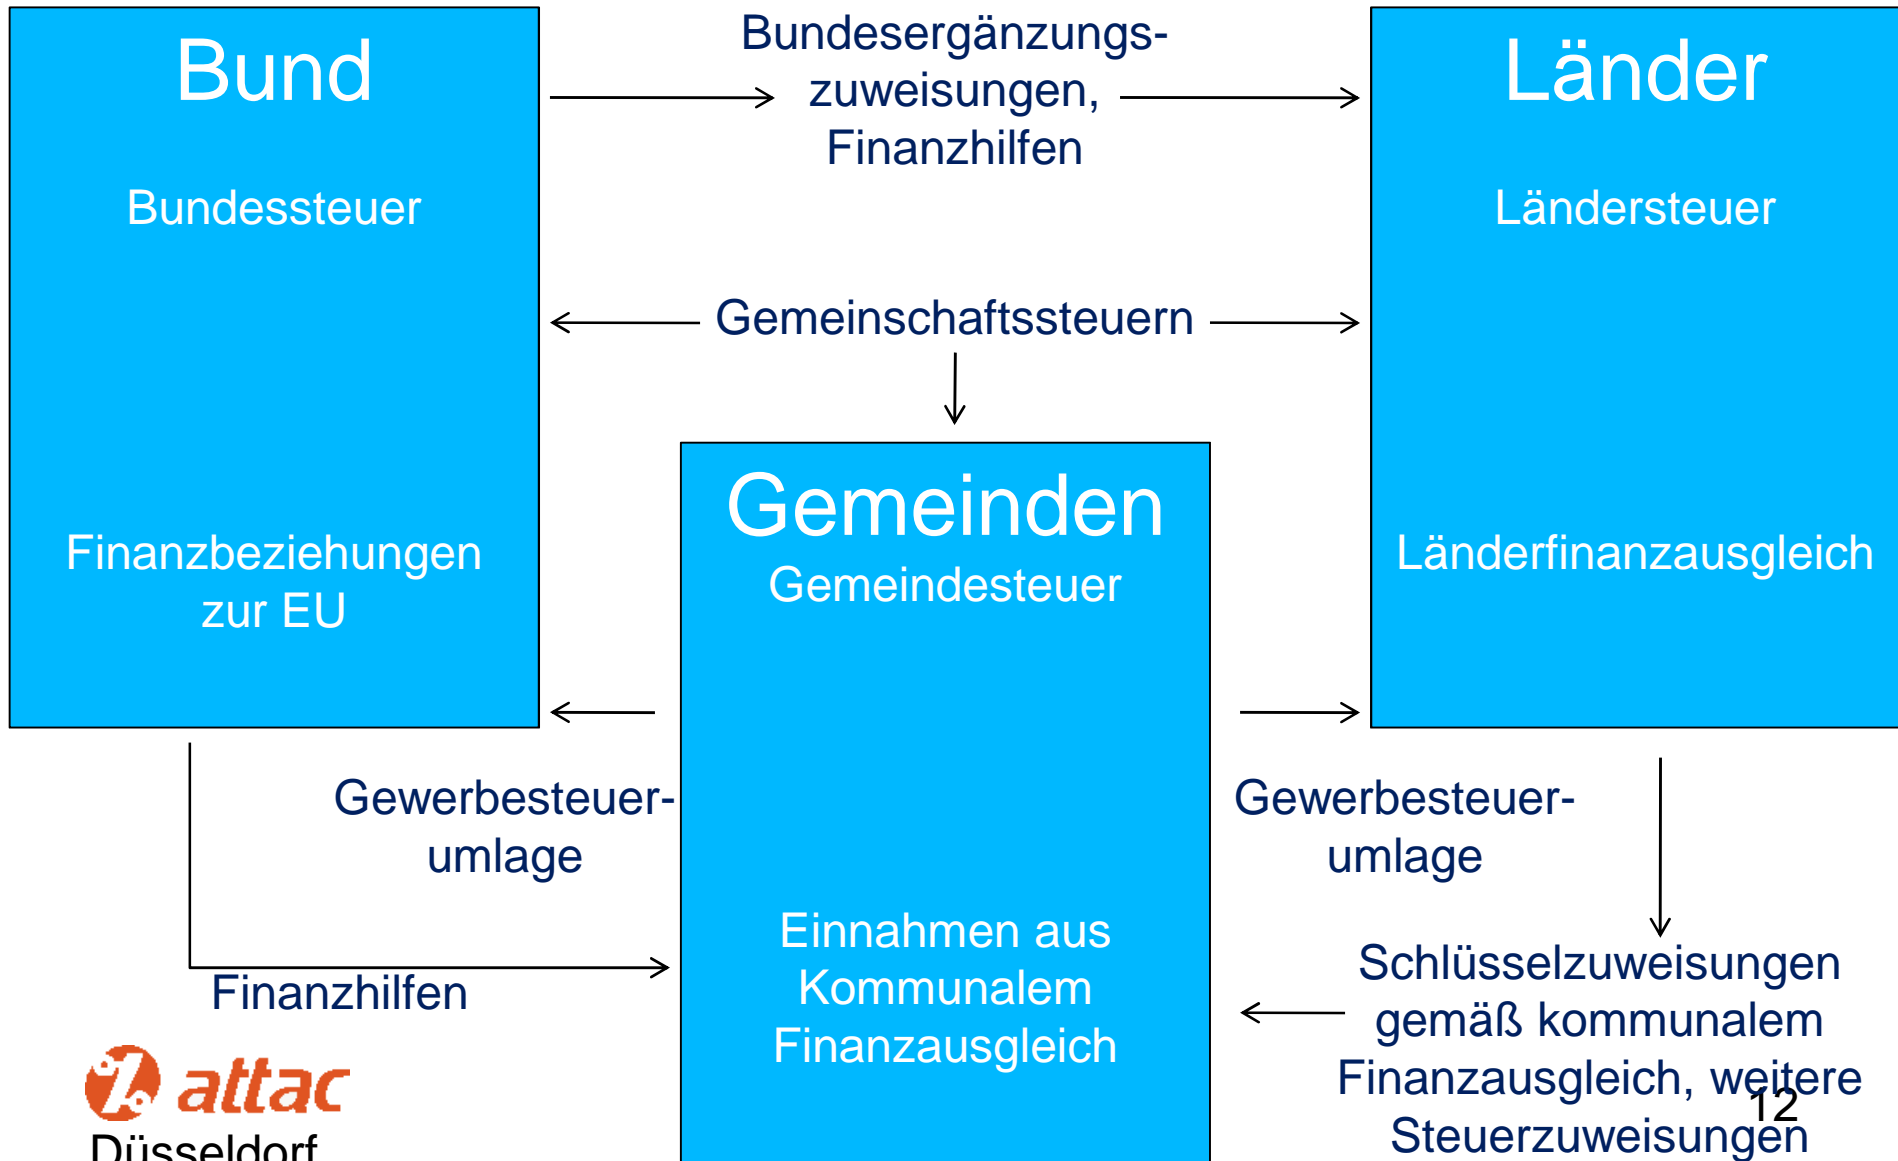 Bund
Bundessteuer
Finanzbeziehungen
zur EU
Bundesergänzungs-
zuweisungen,
Finanzhilfen
Länder
Ländersteuer
Länderfinanzausgleich
Gemeinschaftssteuern
Gemeinden
Gemeindesteuer
Einnahmen aus
Kommunalem
Finanzausgleich
Gewerbesteuer-
umlage
Gewerbesteuer-
umlage
Finanzhilfen
Schlüsselzuweisungen
gemäß kommunalem
Finanzausgleich, weitere
Steuerzuweisungen
12
attac
Düsseldorf